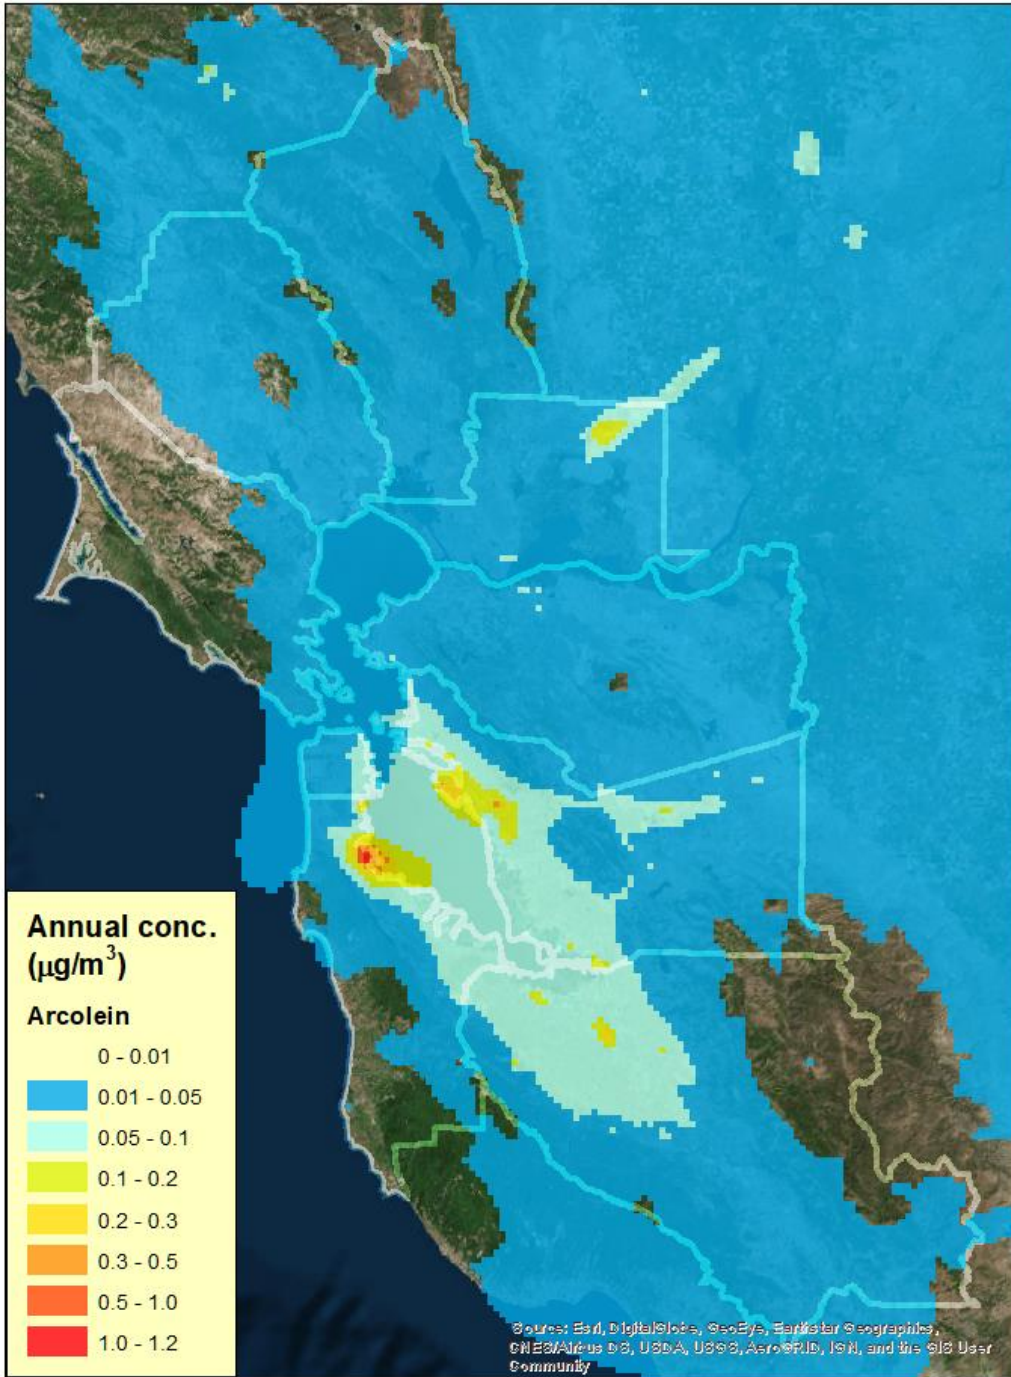 Annual conc.
(μg/m³)
Arcolein
0 - 0.01
0.01 - 0.05
0.05 - 0.1
0.1 - 0.2
0.2 - 0.3
0.3 - 0.5
0.5 - 1.0
1.0 - 1.2
Source: Esri, DigitalGlobe, GeoEye, Earthstar Geographics,
CNES/Airbus DS, USDA, USGS, AeroGRID, IGN, and the GIS User
Community